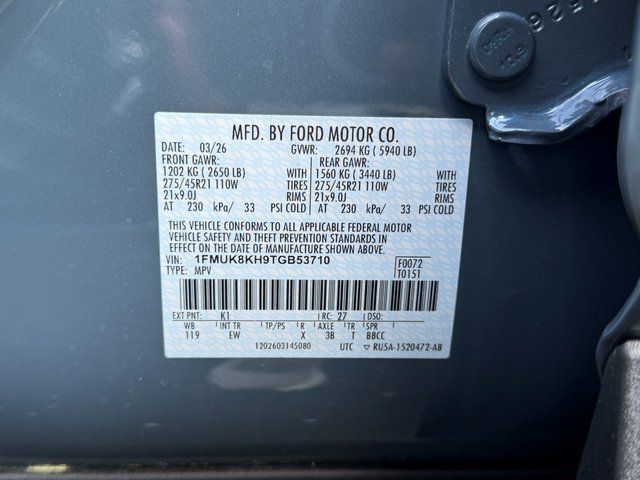 MFD. BY FORD MOTOR CO.
DATE: 03/26 GVWR: 2694 KG ( 5940 LB)
FRONT GAWR: REAR GAWR:
1202 KG ( 2650 LB) WITH 1560 KG ( 3440 LB) WITH
275/45R21 110W TIRES 275/45R21 110W TIRES
21x9.0J RIMS 21x9.0J RIMS
AT 230 kPa/ 33 PSI COLD AT 230 kPa/ 33 PSI COLD
THIS VEHICLE CONFORMS TO ALL APPLICABLE FEDERAL MOTOR
VEHICLE SAFETY AND THEFT PREVENTION STANDARDS IN
EFFECT ON THE DATE OF MANUFACTURE SHOWN ABOVE.
VIN: 1FMUK8KH9TGB53710 F0072
TYPE: MPV T0151
EXT PNT: K1 RC: 27 DSO:
WB INT TR TP/PS R AXLE TR SPR
119 EW X 3B T BBCC
1202603145080 UTC ▽ RU5A-1520472-AB
10.9